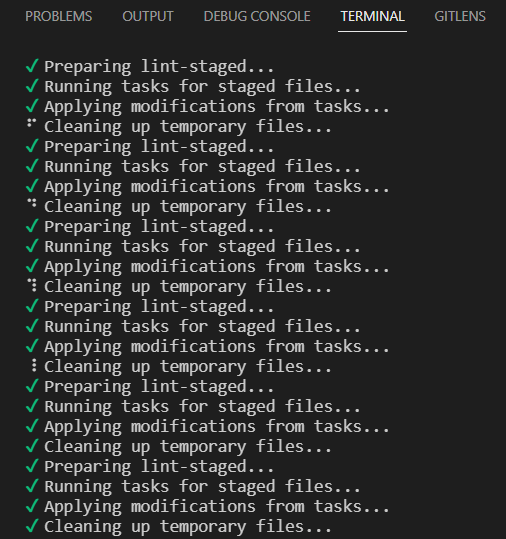 PROBLEMS OUTPUT DEBUG CONSOLE TERMINAL GITLENS
✓ Preparing lint-staged...
✓ Running tasks for staged files...
✓ Applying modifications from tasks...
⠋ Cleaning up temporary files...
✓ Preparing lint-staged...
✓ Running tasks for staged files...
✓ Applying modifications from tasks...
⠙ Cleaning up temporary files...
✓ Preparing lint-staged...
✓ Running tasks for staged files...
✓ Applying modifications from tasks...
⠹ Cleaning up temporary files...
✓ Preparing lint-staged...
✓ Running tasks for staged files...
✓ Applying modifications from tasks...
⠸ Cleaning up temporary files...
✓ Preparing lint-staged...
✓ Running tasks for staged files...
✓ Applying modifications from tasks...
✓ Cleaning up temporary files...
✓ Preparing lint-staged...
✓ Running tasks for staged files...
✓ Applying modifications from tasks...
✓ Cleaning up temporary files...